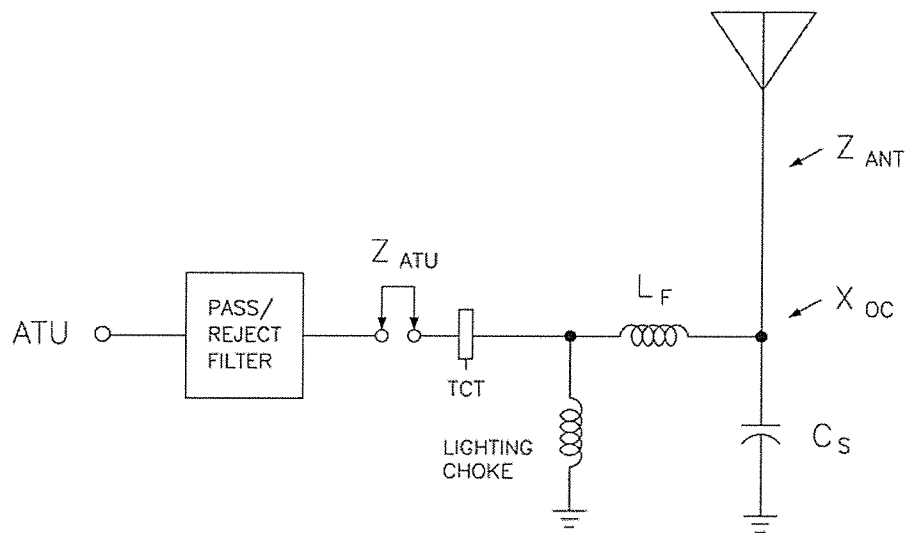 Z ANT
Z ATU
L F
X OC
PASS/
REJECT
FILTER
ATU
TCT
LIGHTING
CHOKE
C S